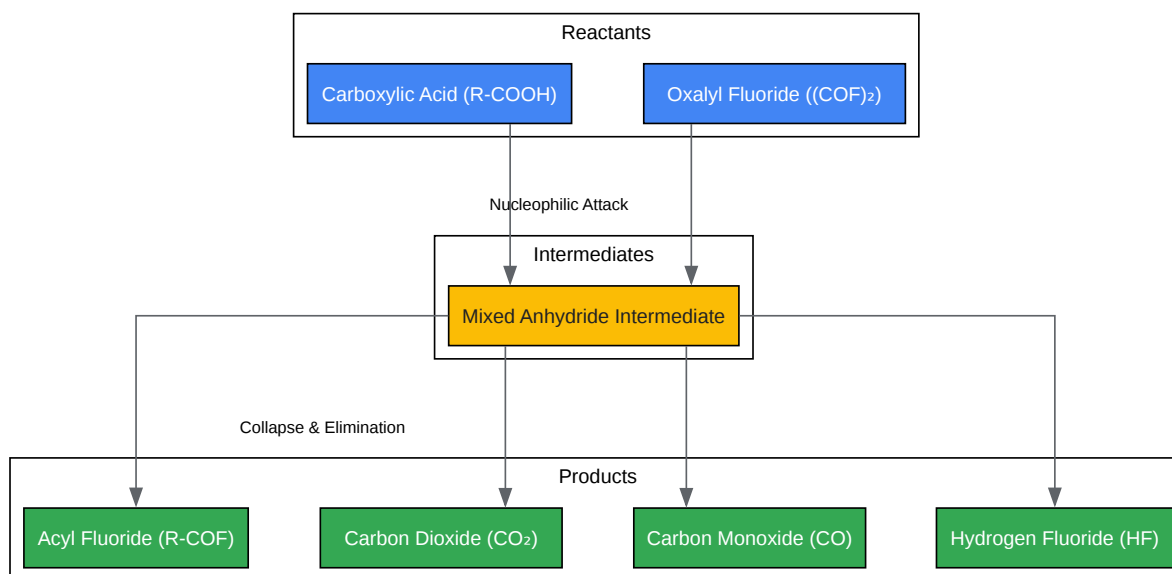 Reactants
Carboxylic Acid (R-COOH)
Oxalyl Fluoride ((COF)₂)
Nucleophilic Attack
Intermediates
Mixed Anhydride Intermediate
Collapse & Elimination
Products
Acyl Fluoride (R-COF)
Carbon Dioxide (CO₂)
Carbon Monoxide (CO)
Hydrogen Fluoride (HF)